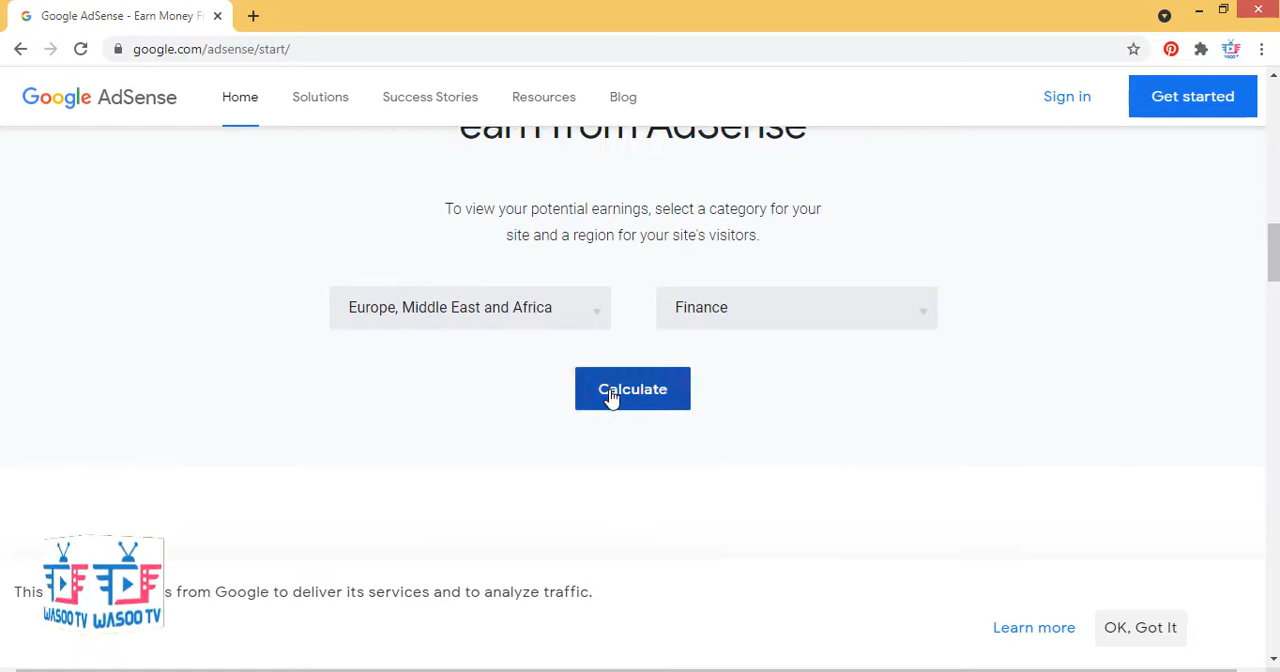 Google AdSense - Earn Money F
google.com/adsense/start/
Google AdSense
Home
Solutions
Success Stories
Resources
Blog
Sign in
Get started
earn from AdSense
To view your potential earnings, select a category for your
site and a region for your site's visitors.
Europe, Middle East and Africa
Finance
Calculate
This s from Google to deliver its services and to analyze traffic.
WASOO TV WASOO TV
Learn more
OK, Got It